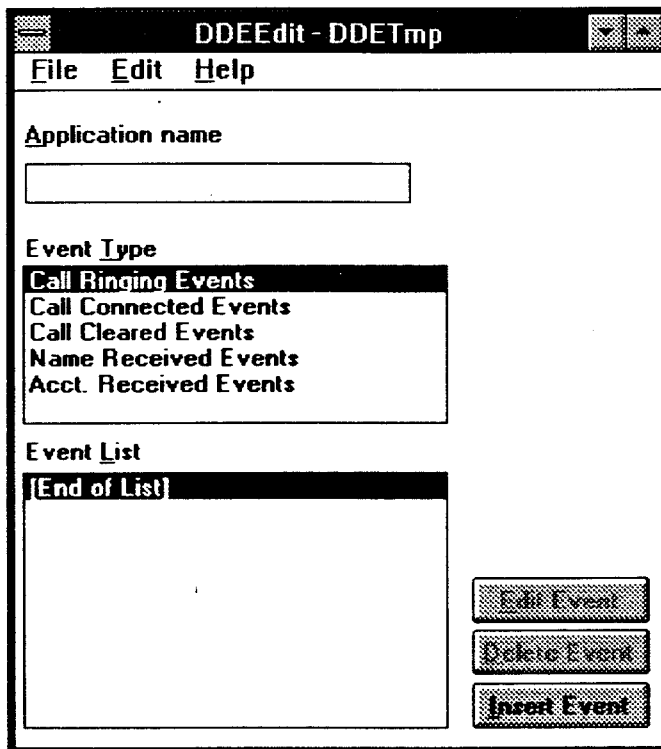 DDEEdit - DDETmp
File Edit Help
Application name
Event Type
Call Ringing Events
Call Connected Events
Call Cleared Events
Name Received Events
Acct. Received Events
Event List
[End of List]
Edit Event
Delete Event
Insert Event